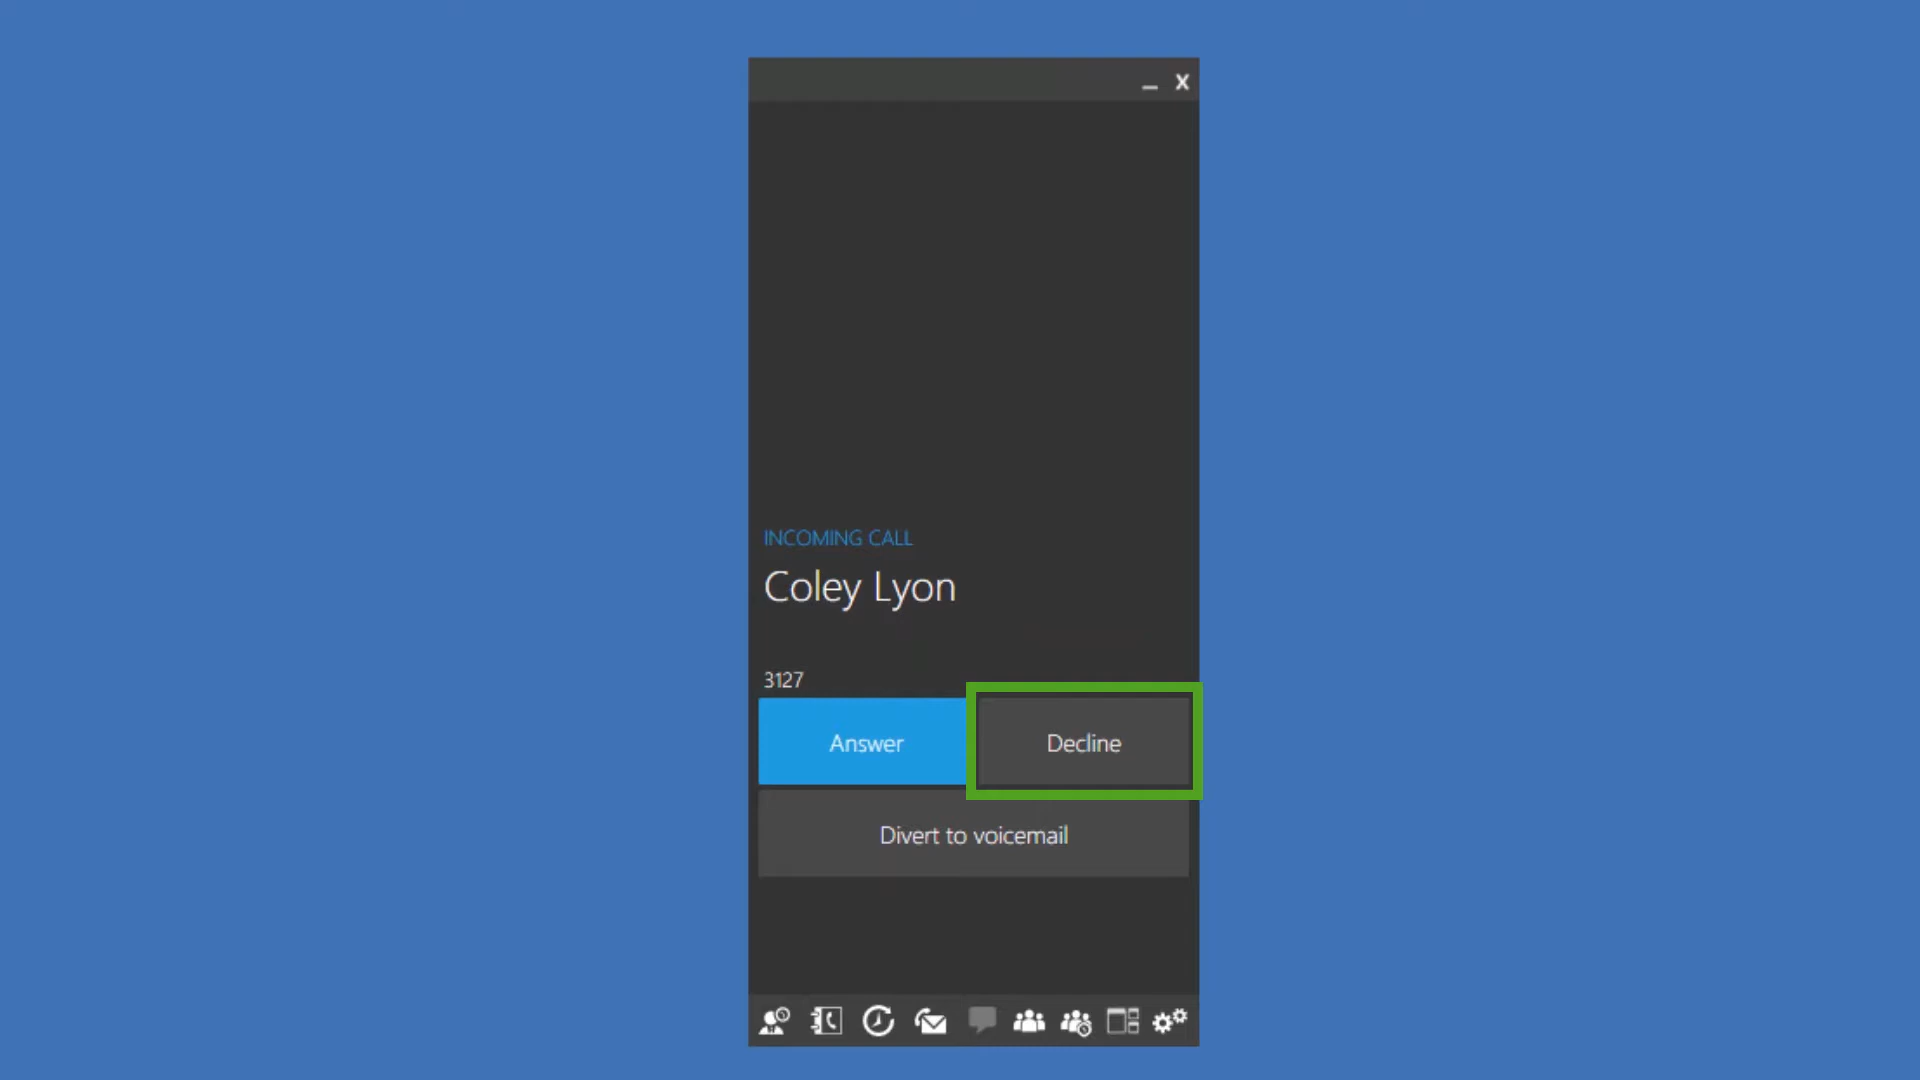 INCOMING CALL
Coley Lyon
3127
Answer
Decline
Divert to voicemail